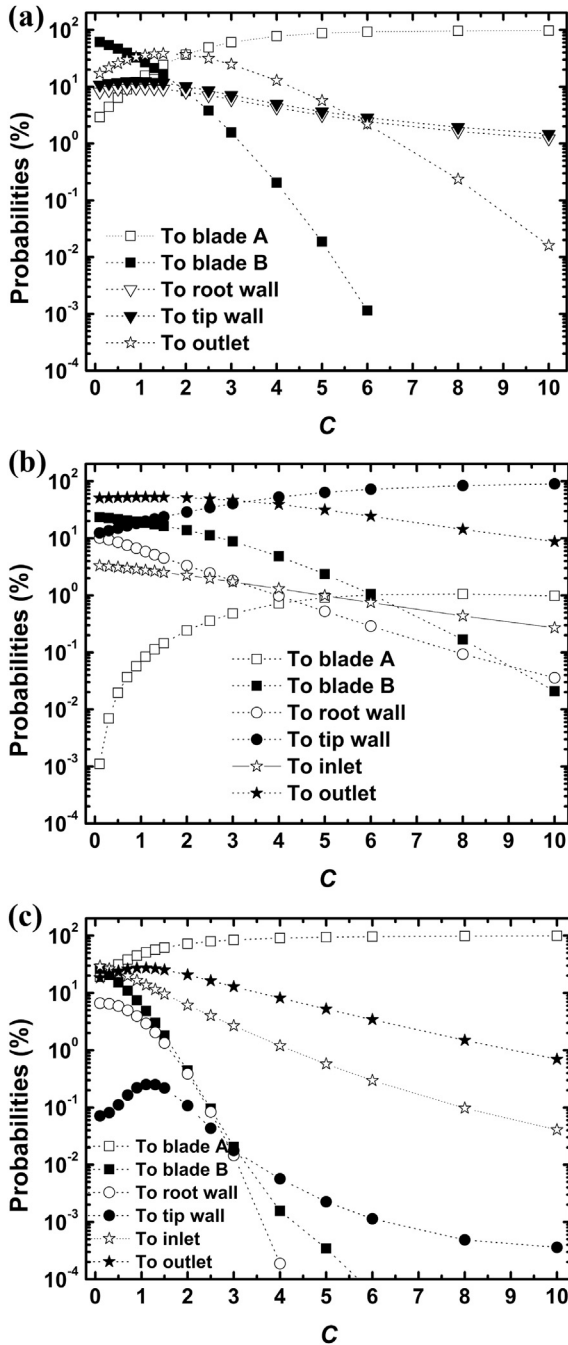 (a)
Probabilities (%)
10²
10¹
10⁰
10⁻¹
10⁻²
10⁻³
10⁻⁴
To blade A
To blade B
To root wall
To tip wall
To outlet
0 1 2 3 4 5 6 7 8 9 10
C
(b)
Probabilities (%)
10²
10¹
10⁰
10⁻¹
10⁻²
10⁻³
10⁻⁴
To blade A
To blade B
To root wall
To tip wall
To inlet
To outlet
0 1 2 3 4 5 6 7 8 9 10
C
(c)
Probabilities (%)
10²
10¹
10⁰
10⁻¹
10⁻²
10⁻³
10⁻⁴
To blade A
To blade B
To root wall
To tip wall
To inlet
To outlet
0 1 2 3 4 5 6 7 8 9 10
C